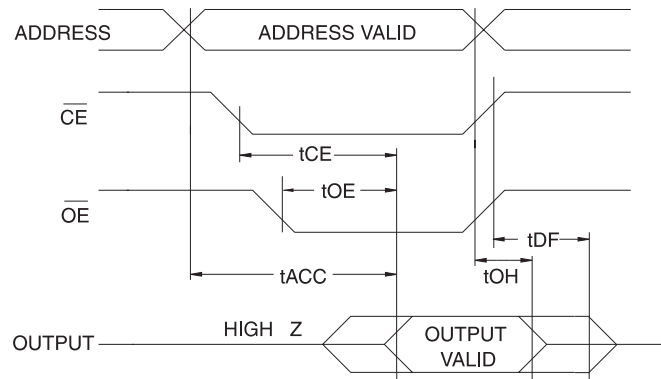 ADDRESS
ADDRESS VALID
CE
tCE
tOE
OE
tDF
tACC
tOH
HIGH Z
OUTPUT
OUTPUT
VALID